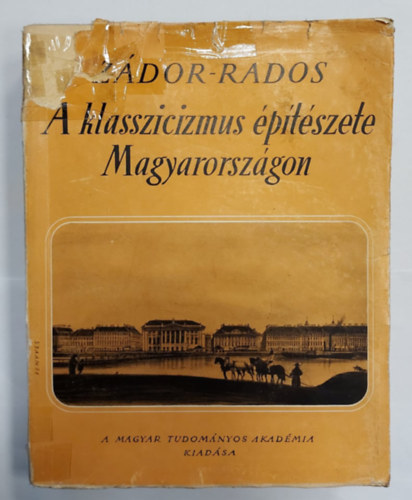 ZÁDOR-RADOS
A klasszicizmus építészete
Magyarországon
A MAGYAR TUDOMÁNYOS AKADÉMIA
KIADÁSA